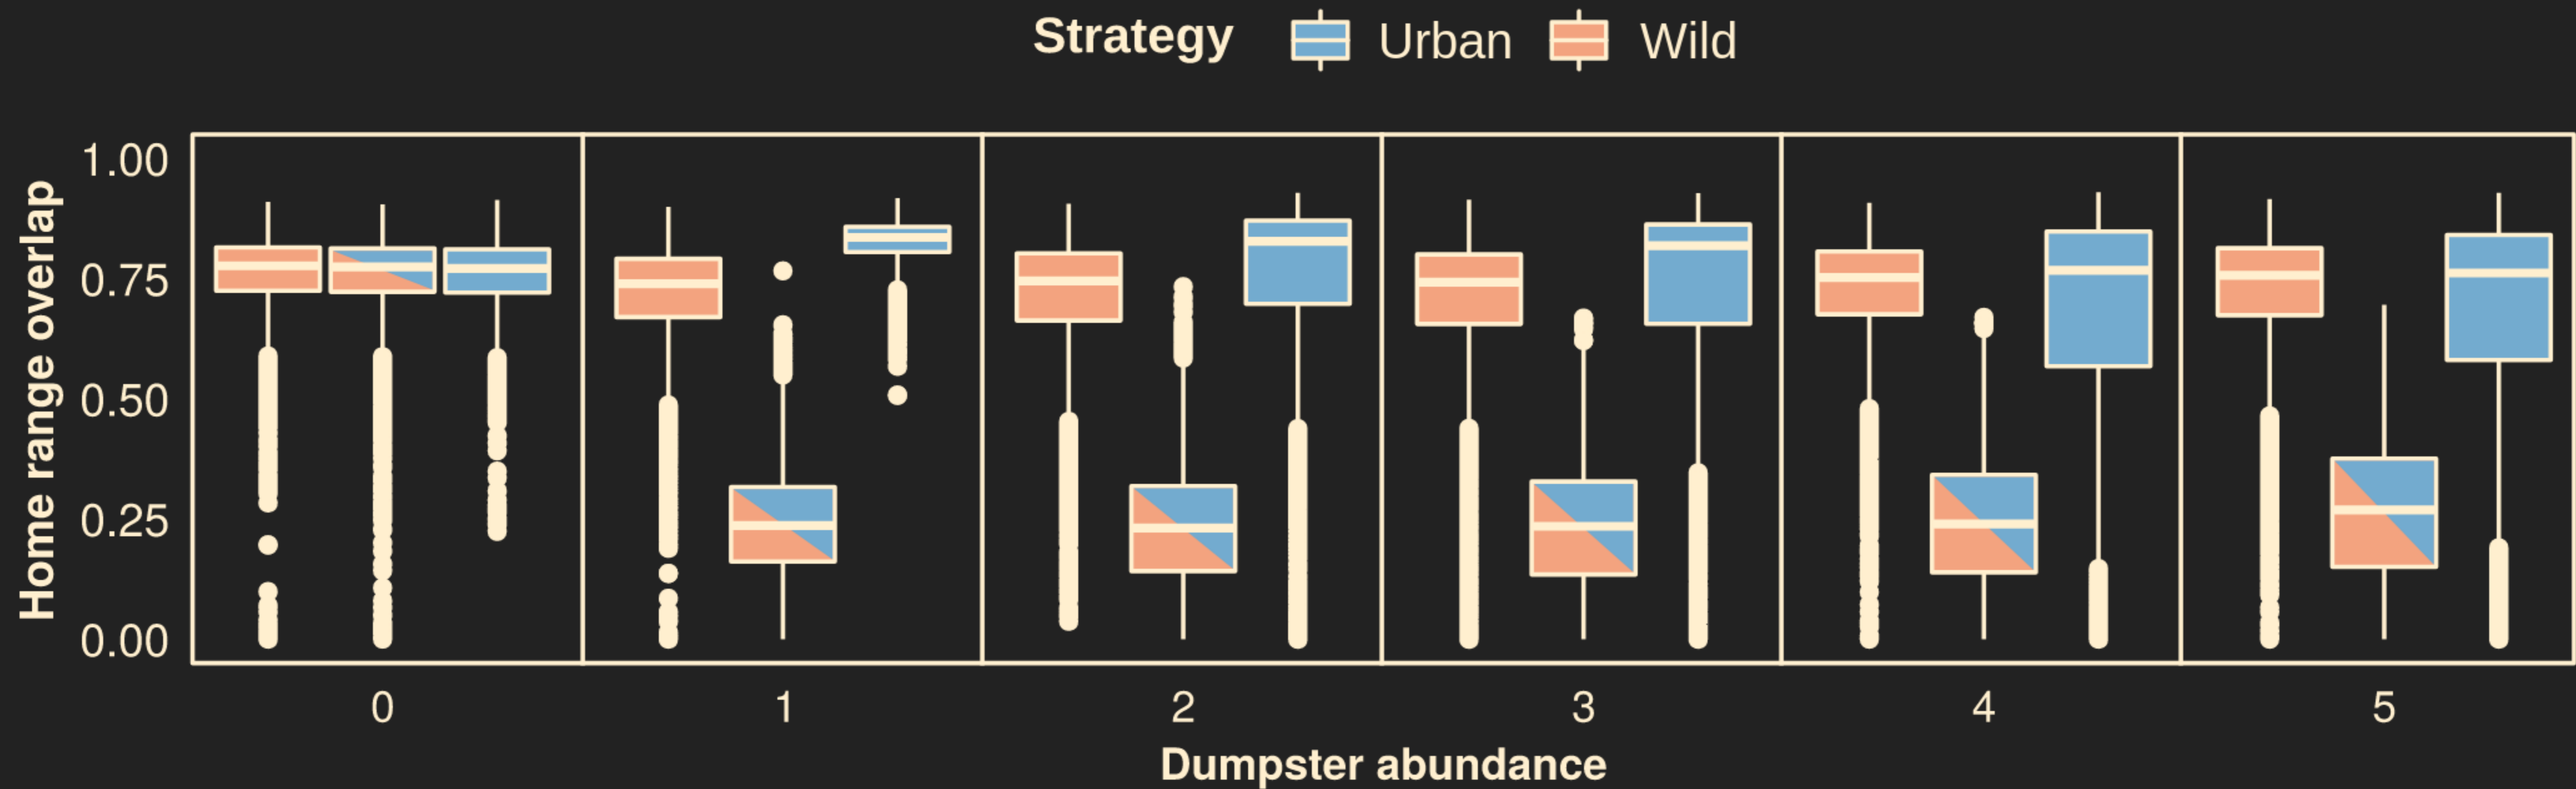 Strategy Urban Wild
Home range overlap
1.00
0.75
0.50
0.25
0.00
0 1 2 3 4 5
Dumpster abundance